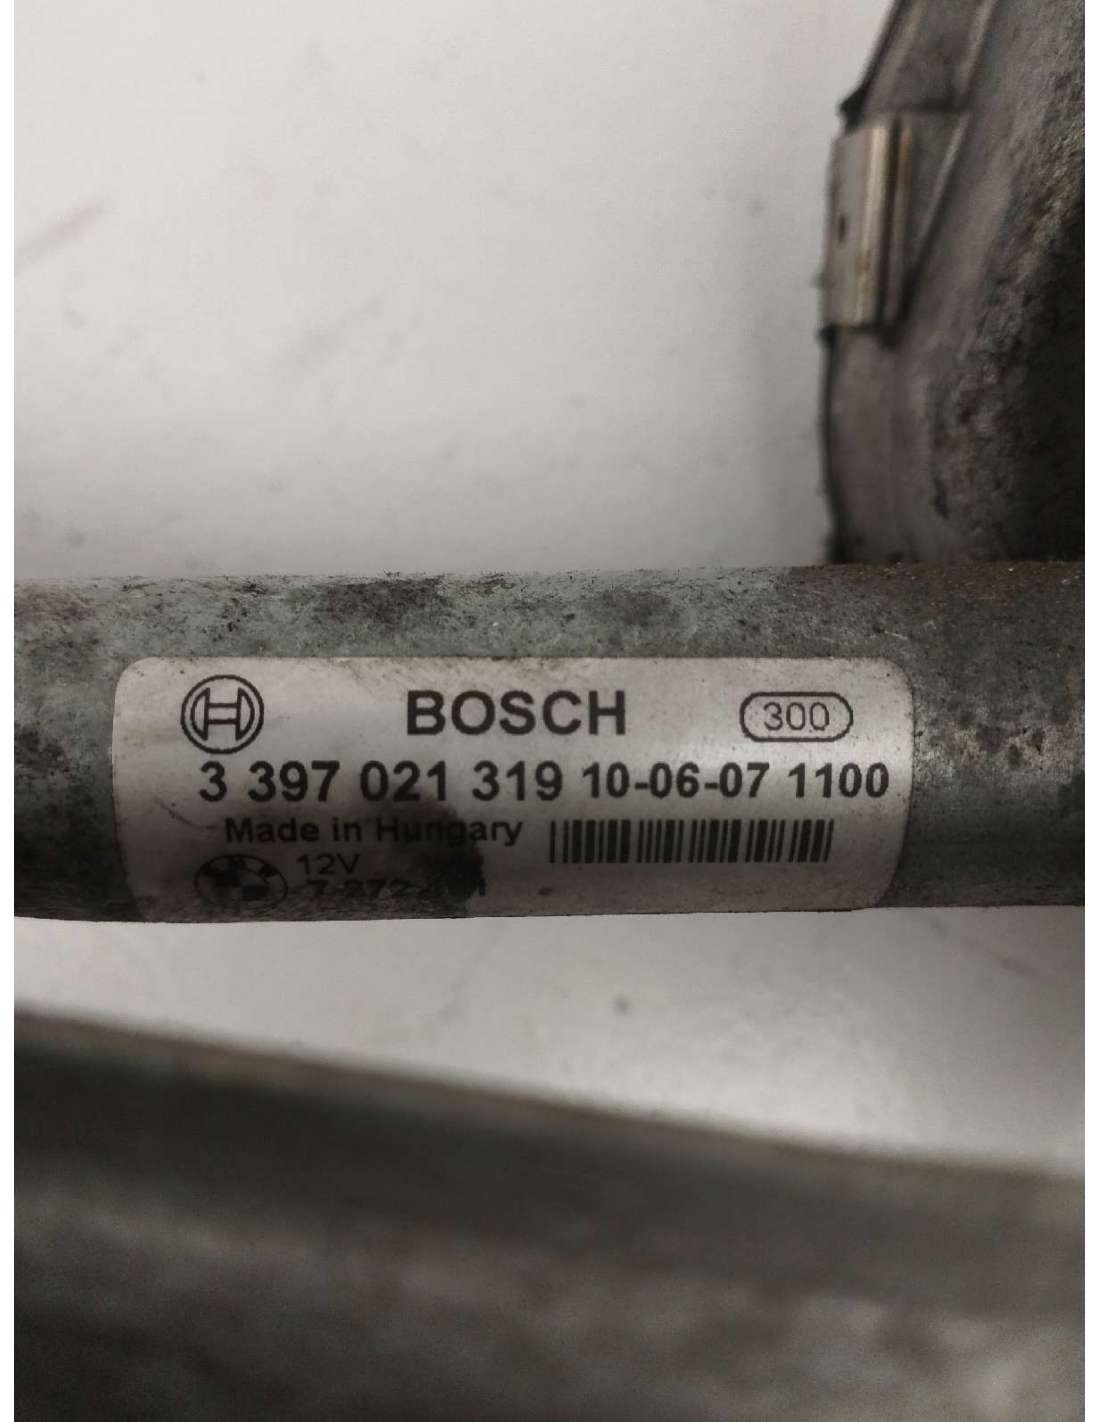 BOSCH 300
3 397 021 319 10-06-07 1100
Made in Hungary
12V